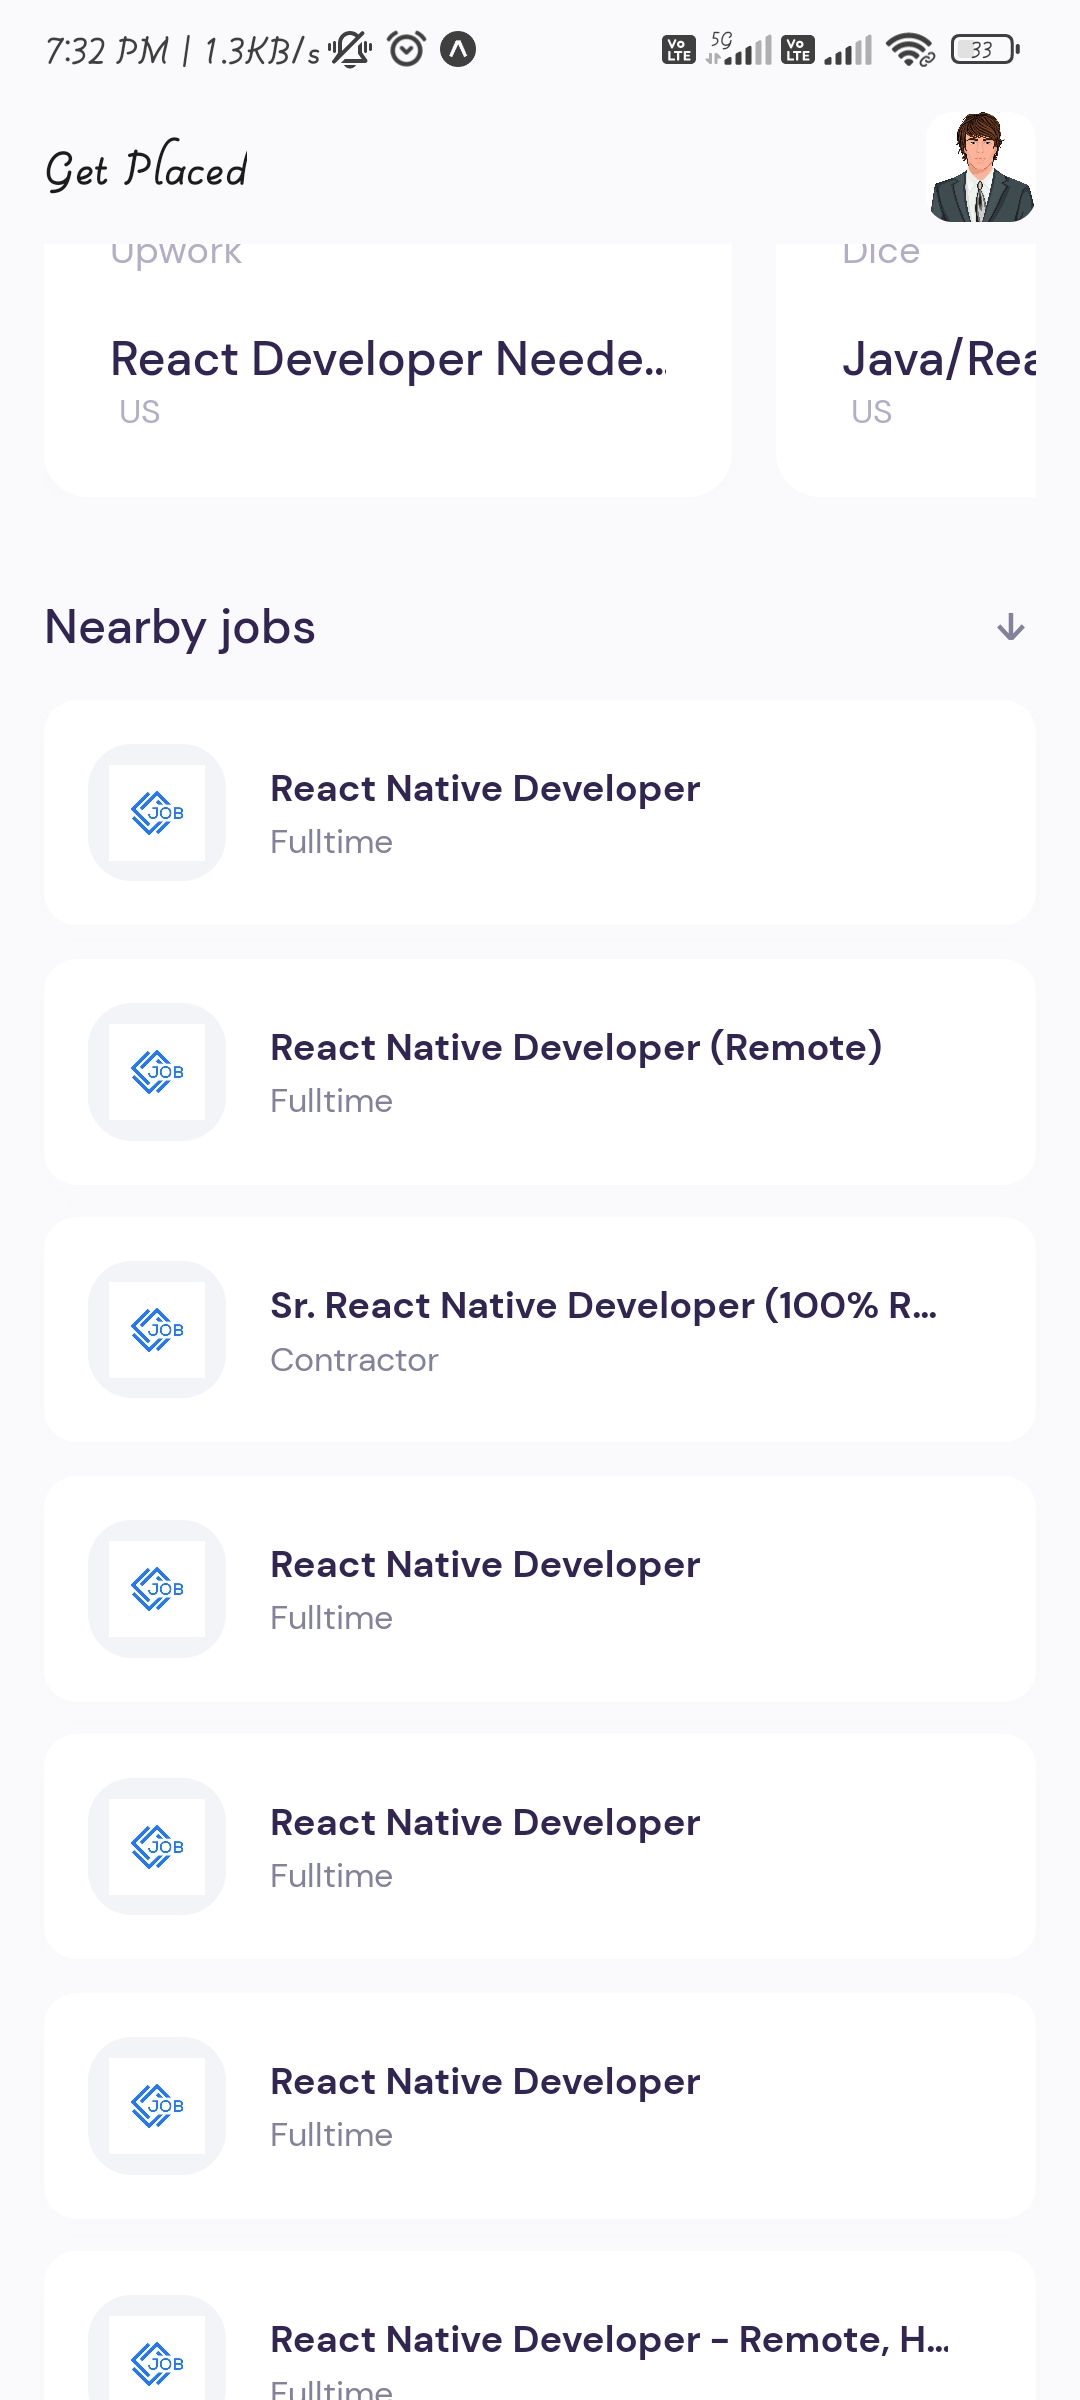 7:32 PM | 1.3KB/s
Vo LTE 5G Vo LTE 33
Get Placed
Upwork
Dice
React Developer Neede...
Java/Rea
US
US
Nearby jobs
JOB
React Native Developer
Fulltime
JOB
React Native Developer (Remote)
Fulltime
JOB
Sr. React Native Developer (100% R...
Contractor
JOB
React Native Developer
Fulltime
JOB
React Native Developer
Fulltime
JOB
React Native Developer
Fulltime
JOB
React Native Developer - Remote, H...
Fulltime